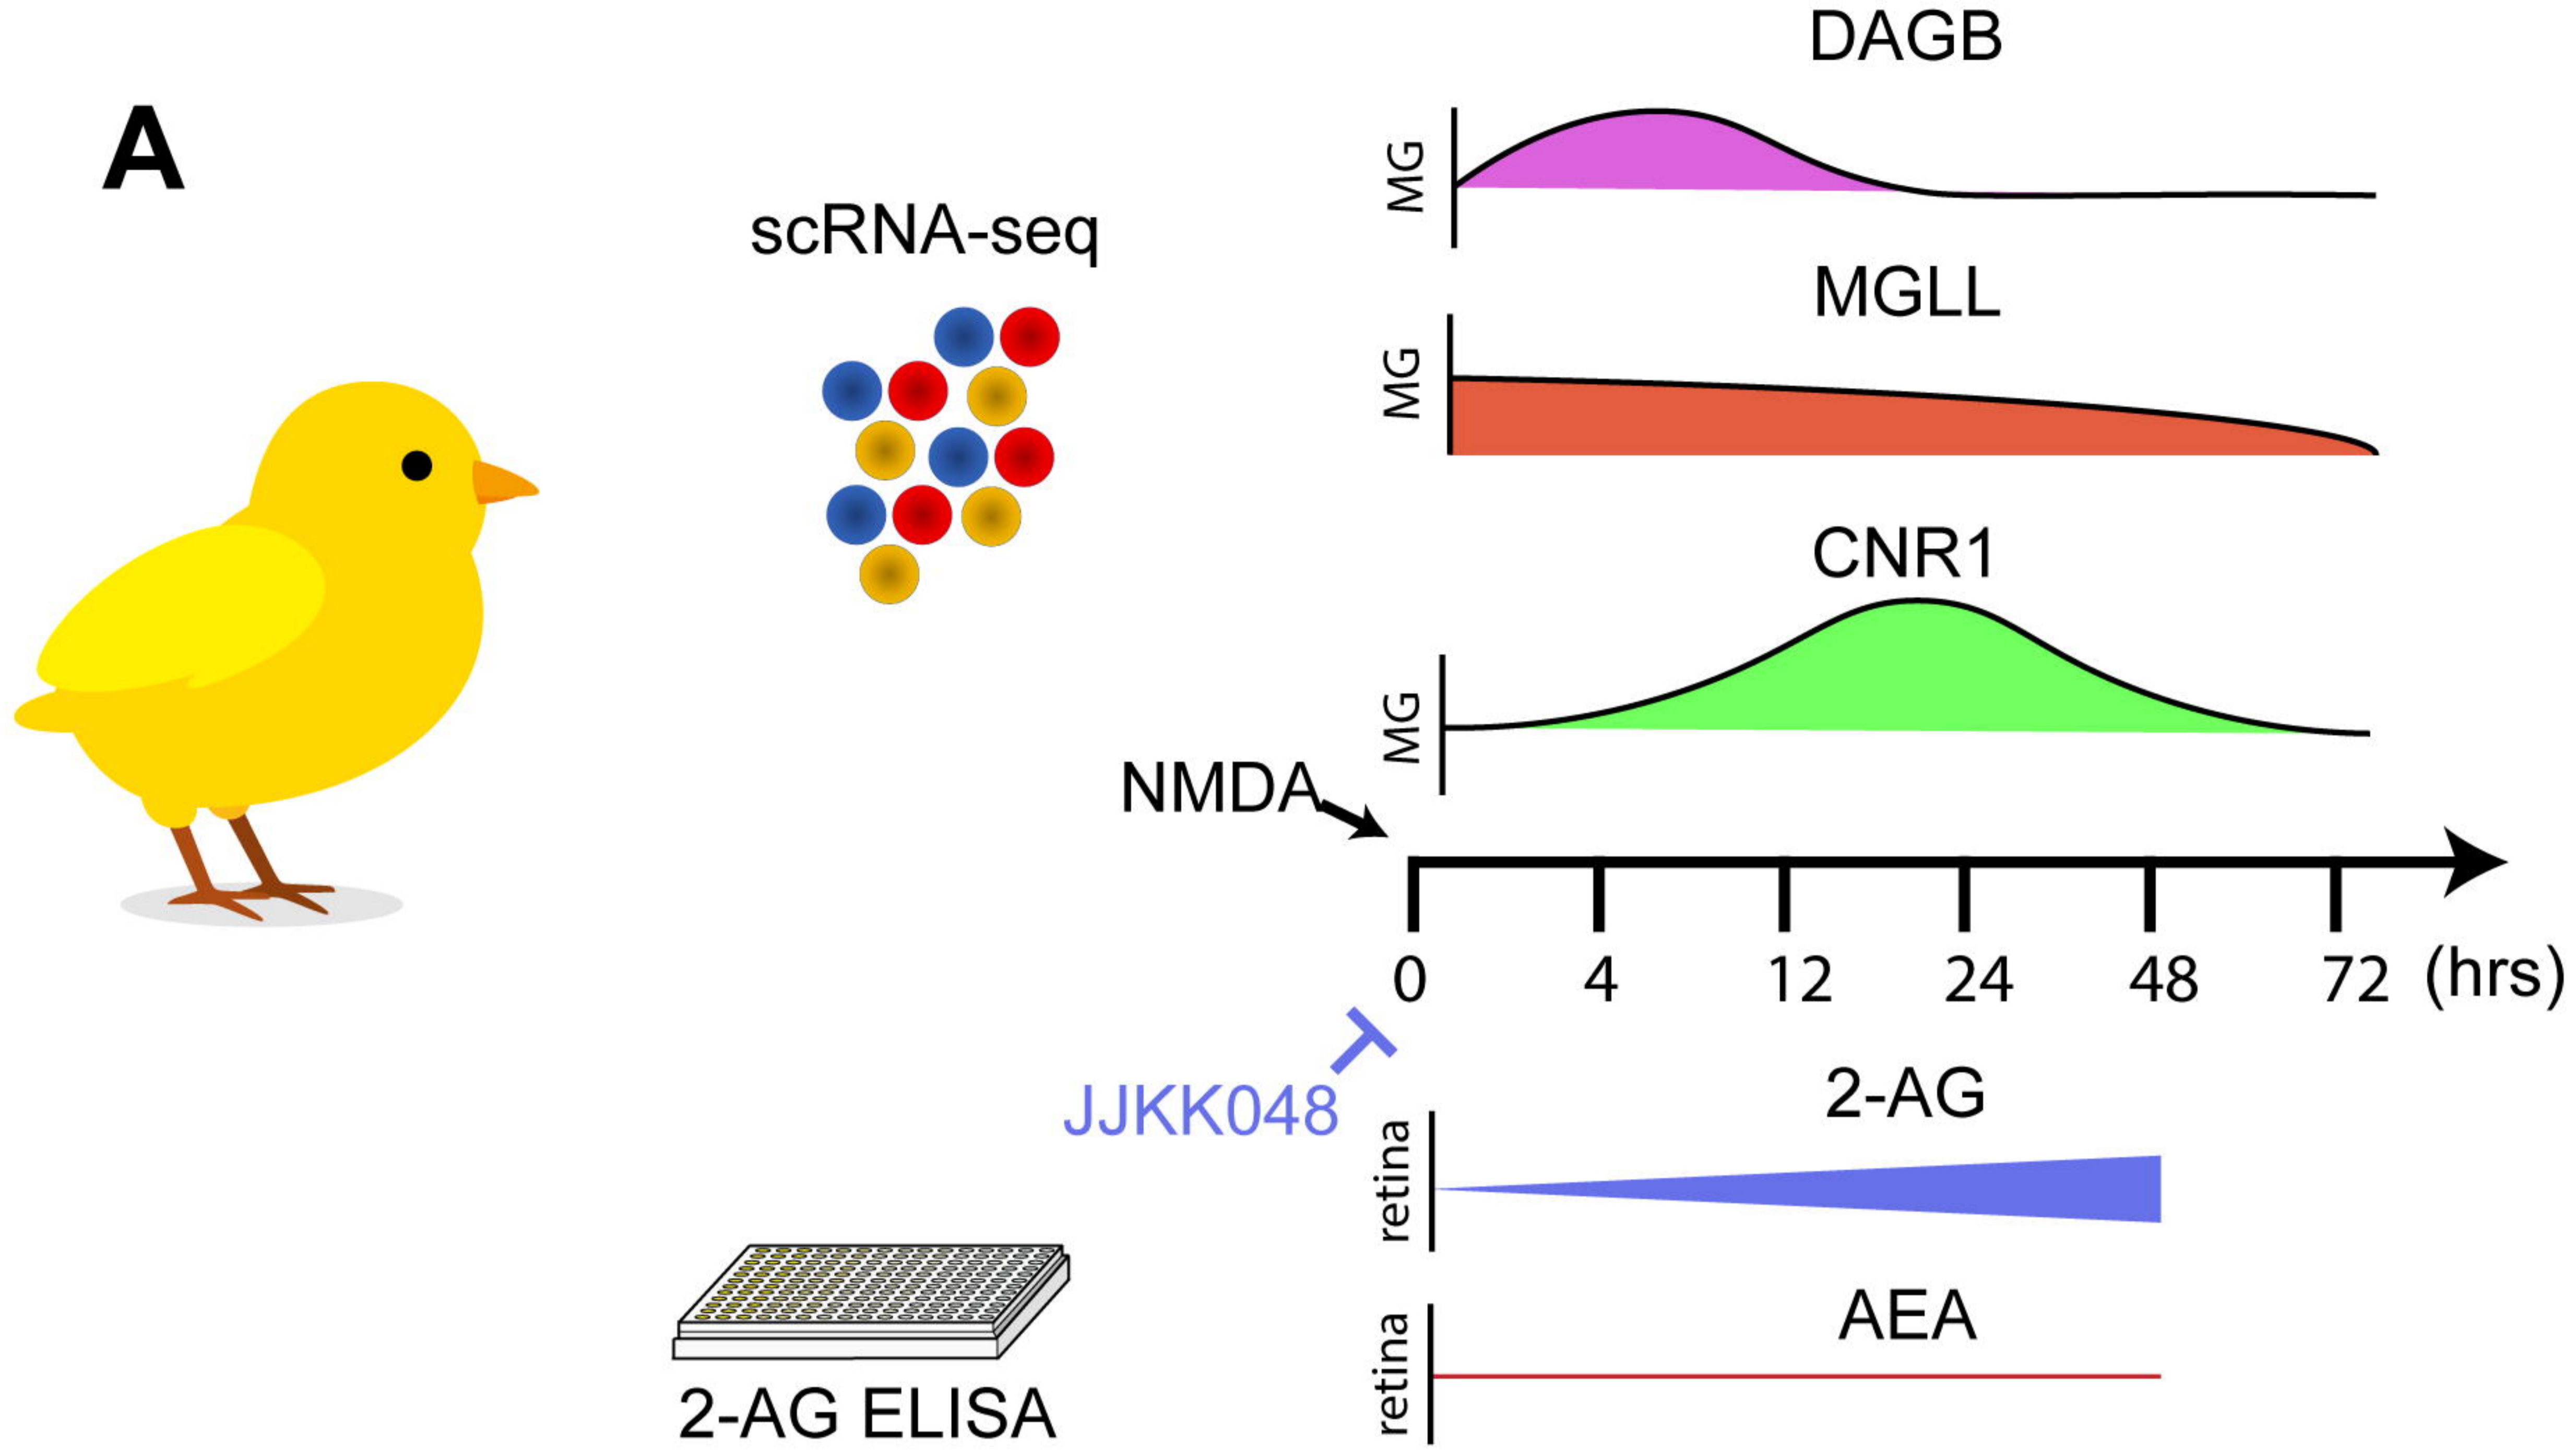 A
scRNA-seq
DAGB
MG
MGLL
MG
CNR1
MG
NMDA
0 4 12 24 48 72 (hrs)
JJKK048
2-AG
retina
AEA
retina
2-AG ELISA